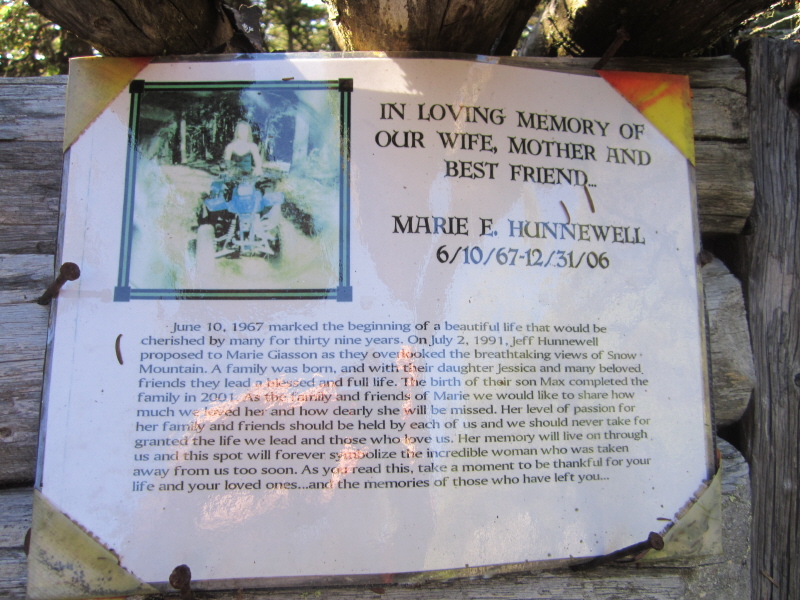 IN LOVING MEMORY OF
OUR WIFE, MOTHER AND
BEST FRIEND...
MARIE E. HUNNEWELL
6/10/67-12/31/06
June 10, 1967 marked the beginning of a beautiful life that would be
cherished by many for thirty nine years. On July 2, 1991, Jeff Hunnewell
proposed to Marie Giasson as they overlooked the breathtaking views of Snow
Mountain. A family was born, and with their daughter Jessica and many beloved
friends they lead a blessed and full life. The birth of their son Max completed the
family in 2001. As the family and friends of Marie we would like to share how
much we loved her and how dearly she will be missed. Her level of passion for
her family and friends should be held by each of us and we should never take for
granted the life we lead and those who love us. Her memory will live on through
us and this spot will forever symbolize the incredible woman who was taken
away from us too soon. As you read this, take a moment to be thankful for your
life and your loved ones...and the memories of those who have left you...